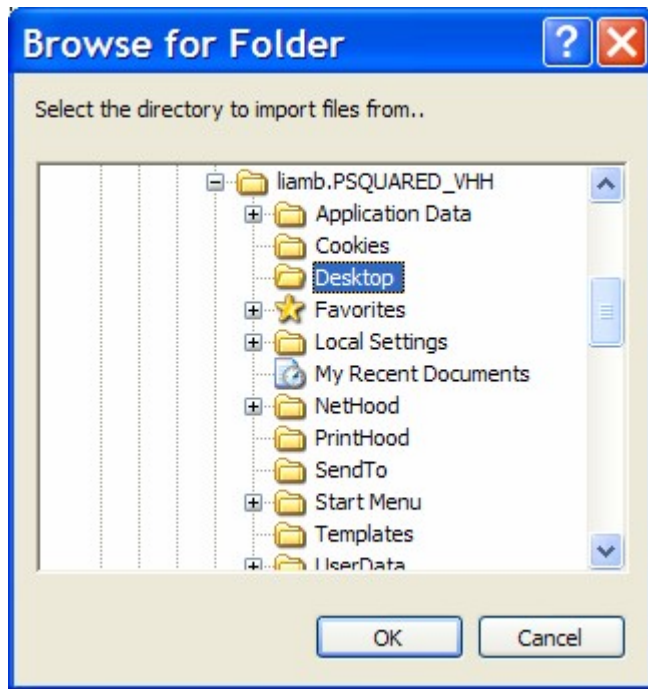 Browse for Folder
Select the directory to import files from..
liamb.PSQUARED_VHH
Application Data
Cookies
Desktop
Favorites
Local Settings
My Recent Documents
NetHood
PrintHood
SendTo
Start Menu
Templates
UserData
OK Cancel